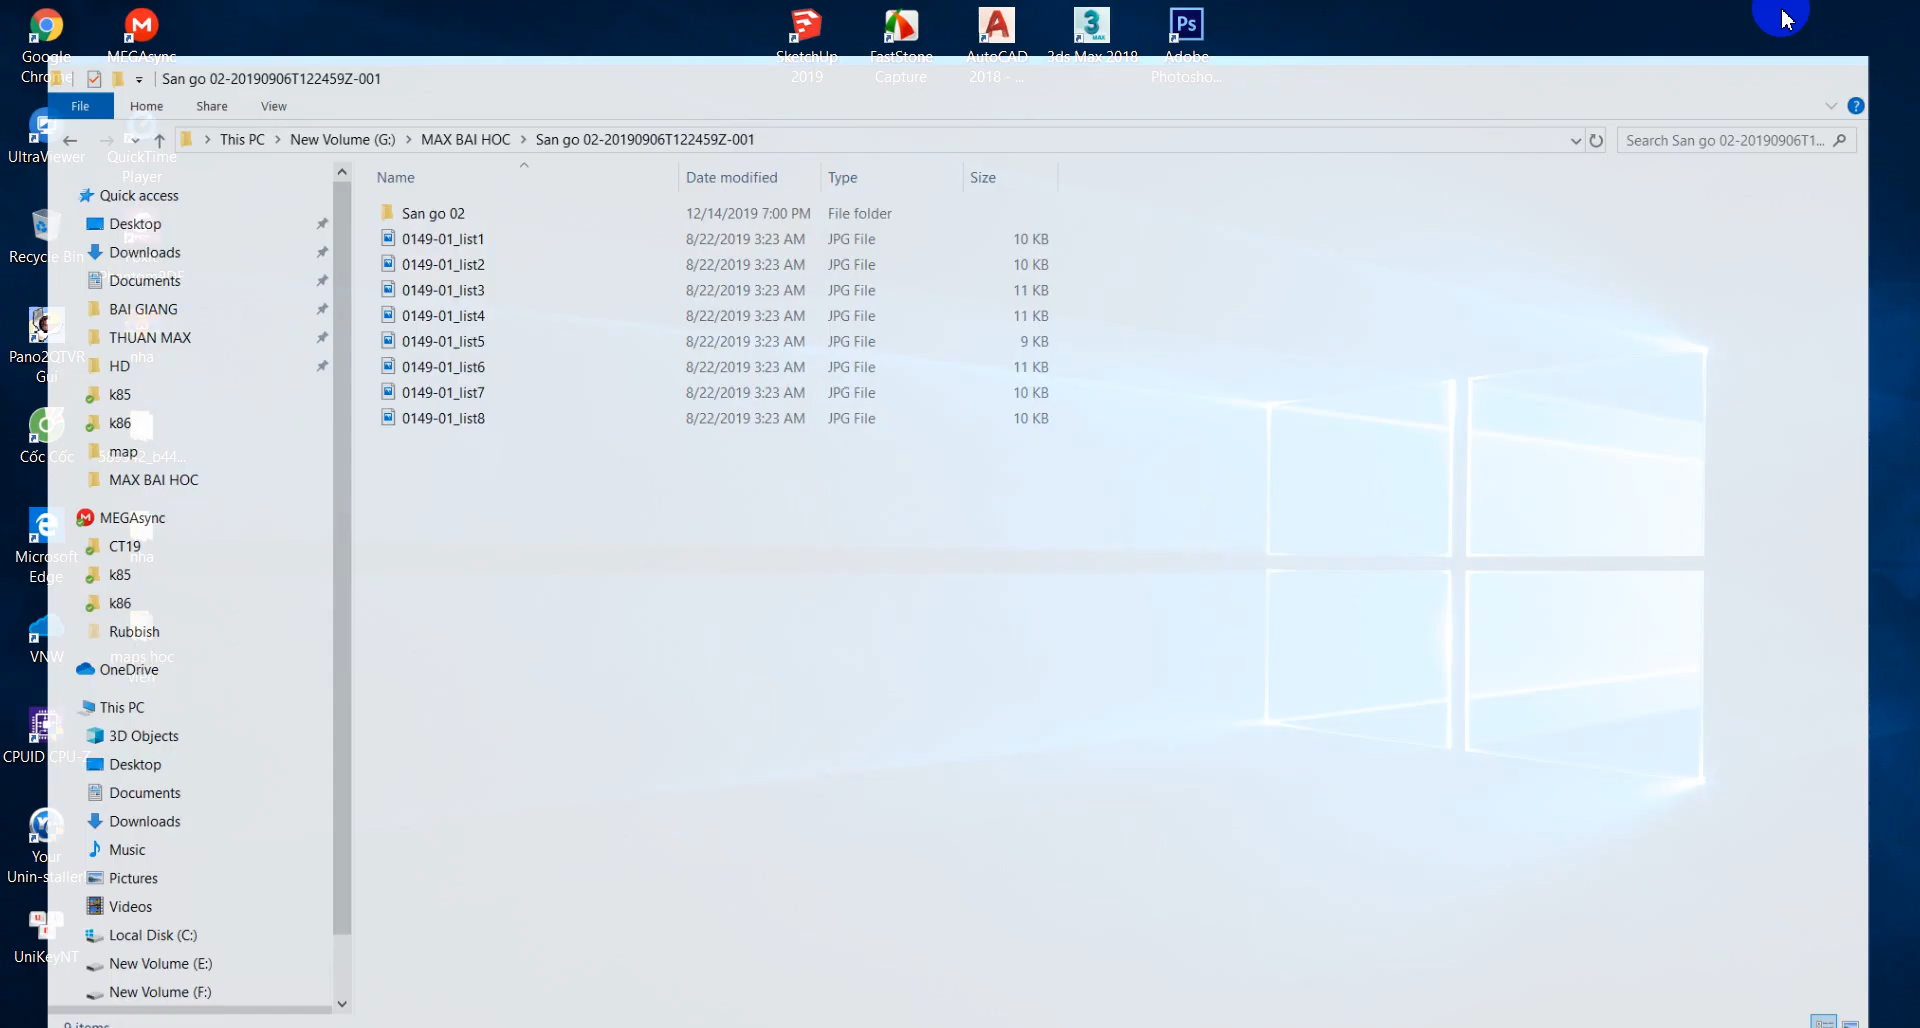 Google
Chrome
MEGAsync
SketchUp
2019
FastStone
Capture
AutoCAD
2018 - ...
3ds Max 2018
Adobe
Photosho...
San go 02-20190906T122459Z-001
File
Home
Share
View
This PC
New Volume (G:)
MAX BAI HOC
San go 02-20190906T122459Z-001
Search San go 02-20190906T1...
UltraViewer
QuickTime
Player
Recycle Bin
Pano2QTVR
Gui
nha
Cốc Cốc
Microsoft
Edge
nha
VNW
maps hoc
vien
CPUID CPU-Z
Your
Unin-staller
UniKeyNT
Quick access
Desktop
Downloads
Documents
BAI GIANG
THUAN MAX
HD
k85
k86
map
MAX BAI HOC
MEGAsync
CT19
k85
k86
Rubbish
OneDrive
This PC
3D Objects
Desktop
Documents
Downloads
Music
Pictures
Videos
Local Disk (C:)
New Volume (E:)
New Volume (F:)
Name Date modified Type Size
San go 02 12/14/2019 7:00 PM File folder
0149-01_list1 8/22/2019 3:23 AM JPG File 10 KB
0149-01_list2 8/22/2019 3:23 AM JPG File 10 KB
0149-01_list3 8/22/2019 3:23 AM JPG File 11 KB
0149-01_list4 8/22/2019 3:23 AM JPG File 11 KB
0149-01_list5 8/22/2019 3:23 AM JPG File 9 KB
0149-01_list6 8/22/2019 3:23 AM JPG File 11 KB
0149-01_list7 8/22/2019 3:23 AM JPG File 10 KB
0149-01_list8 8/22/2019 3:23 AM JPG File 10 KB
9 items